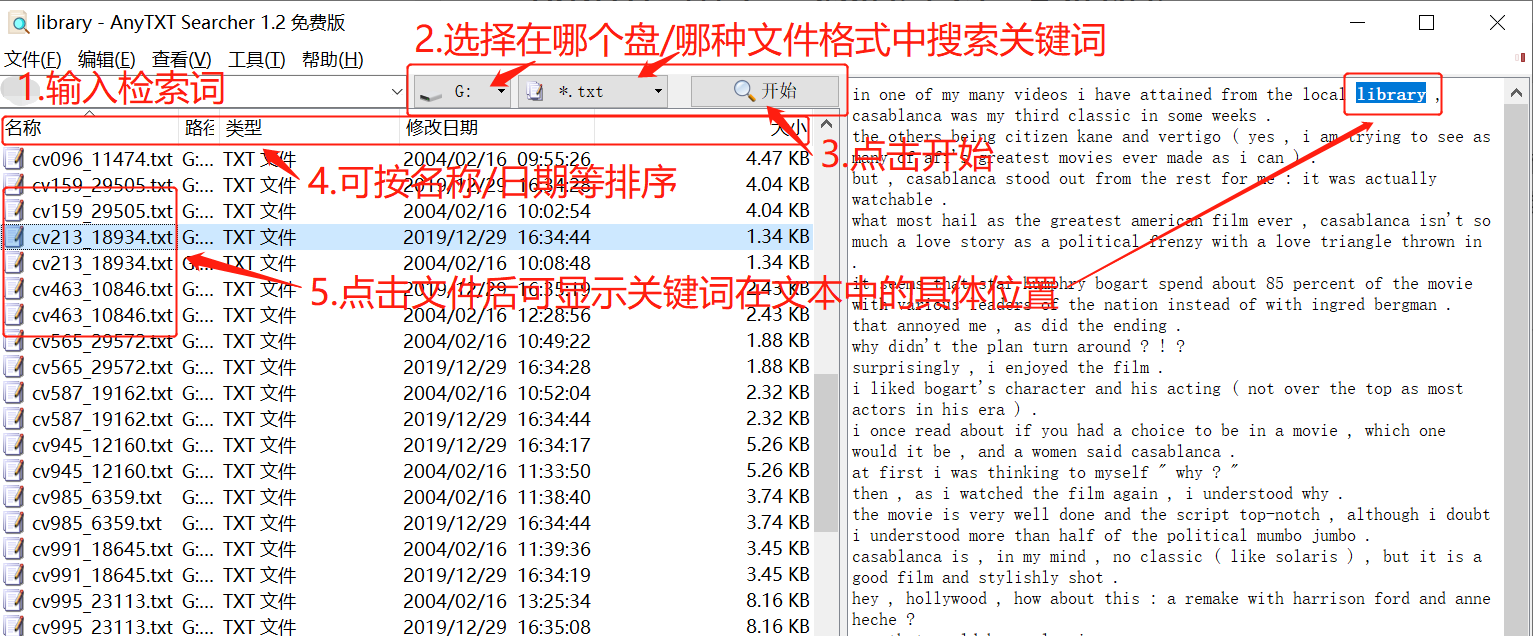 library - AnyTXT Searcher 1.2 免费版
文件(F) 编辑(E) 查看(V) 工具(T) 帮助(H)
2.选择在哪个盘/哪种文件格式中搜索关键词
1.输入检索词
G: *.txt 开始
3.点击开始
名称 路径 类型 修改日期 大小
4.可按名称/日期等排序
cv096_11474.txt G:... TXT 文件 2004/02/16 09:55:26 4.47 KB
cv159_29505.txt G:... TXT 文件 16:34:28 4.04 KB
cv159_29505.txt G:... TXT 文件 2004/02/16 10:02:54 4.04 KB
cv213_18934.txt G:... TXT 文件 2019/12/29 16:34:44 1.34 KB
cv213_18934.txt G:... TXT 文件 2004/02/16 10:08:48 1.34 KB
5.点击文件后可显示关键词在文本中的具体位置
cv463_10846.txt G:... TXT 文件 2019/12/29 16:35:19 2.43 KB
cv463_10846.txt G:... TXT 文件 2004/02/16 12:28:56 2.43 KB
cv565_29572.txt G:... TXT 文件 2004/02/16 10:49:22 1.88 KB
cv565_29572.txt G:... TXT 文件 2019/12/29 16:34:28 1.88 KB
cv587_19162.txt G:... TXT 文件 2004/02/16 10:52:04 2.32 KB
cv587_19162.txt G:... TXT 文件 2019/12/29 16:34:44 2.32 KB
cv945_12160.txt G:... TXT 文件 2019/12/29 16:34:17 5.26 KB
cv945_12160.txt G:... TXT 文件 2004/02/16 11:33:50 5.26 KB
cv985_6359.txt G:... TXT 文件 2004/02/16 11:38:40 3.74 KB
cv985_6359.txt G:... TXT 文件 2019/12/29 16:34:44 3.74 KB
cv991_18645.txt G:... TXT 文件 2004/02/16 11:39:36 3.45 KB
cv991_18645.txt G:... TXT 文件 2019/12/29 16:34:19 3.45 KB
cv995_23113.txt G:... TXT 文件 2004/02/16 13:25:34 8.16 KB
cv995_23113.txt G:... TXT 文件 2019/12/29 16:35:08 8.16 KB
in one of my many videos i have attained from the local library ,
casablanca was my third classic in some weeks .
the others being citizen kane and vertigo ( yes , i am trying to see as
many of afi's greatest movies ever made as i can )
but , casablanca stood out from the rest for me : it was actually
watchable .
what most hail as the greatest american film ever , casablanca isn't so
much a love story as a political frenzy with a love triangle thrown in
.
it seems that star humphry bogart spend about 85 percent of the movie
with various leaders of the nation instead of with ingred bergman .
that annoyed me , as did the ending .
why didn't the plan turn around ? ! ?
surprisingly , i enjoyed the film .
i liked bogart's character and his acting ( not over the top as most
actors in his era ) .
i once read about if you had a choice to be in a movie , which one
would it be , and a women said casablanca .
at first i was thinking to myself " why ? "
then , as i watched the film again , i understood why .
the movie is very well done and the script top-notch , although i doubt
i understood more than half of the political mumbo jumbo .
casablanca is , in my mind , no classic ( like solaris ) , but it is a
good film and stylishly shot .
hey , hollywood , how about this : a remake with harrison ford and anne
heche ?